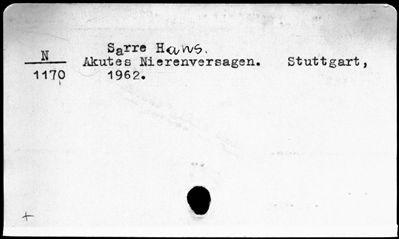 Sarre Hans.
N Akutes Nierenversagen. Stuttgart,
1170 1962.